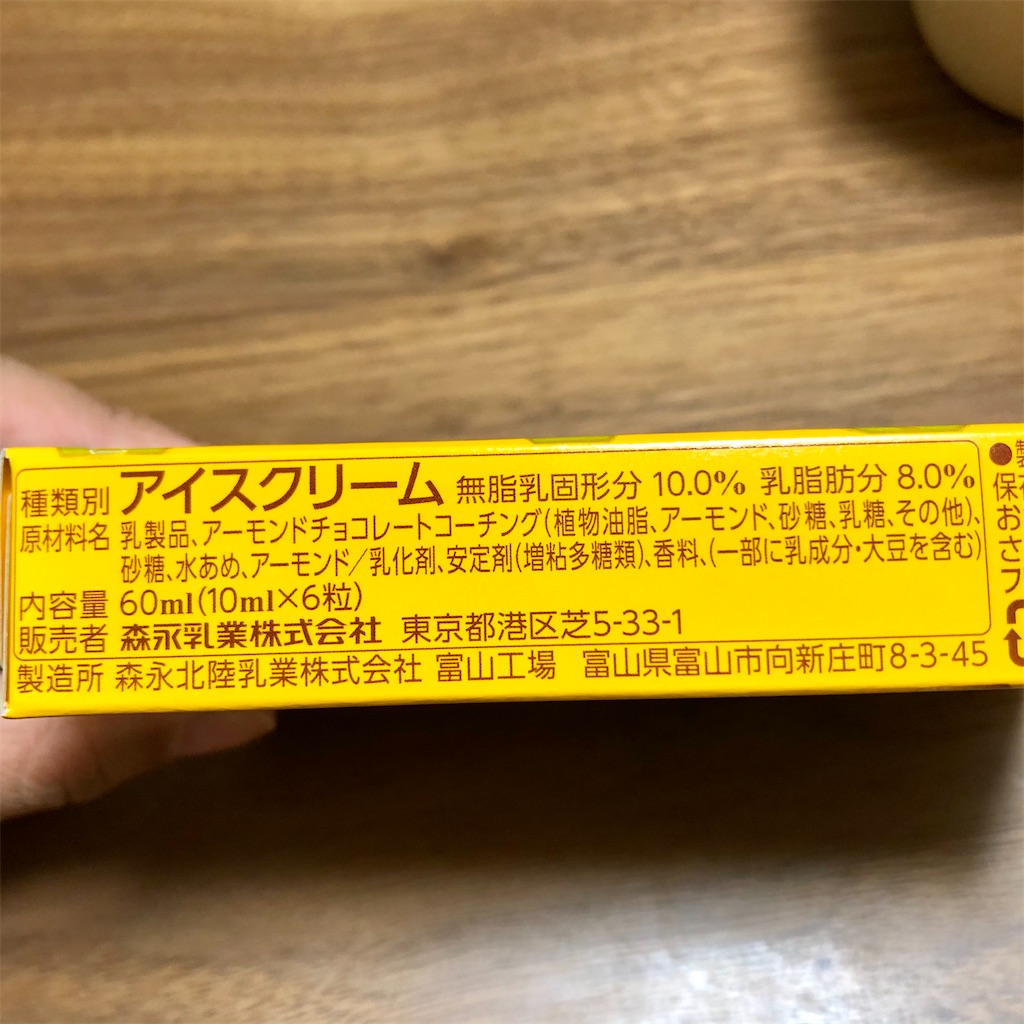 種類別 アイスクリーム 無脂乳固形分 10.0% 乳脂肪分 8.0%
原材料名 乳製品、アーモンドチョコレートコーチング(植物油脂、アーモンド、砂糖、乳糖、その他)、
砂糖、水あめ、アーモンド/乳化剤、安定剤(増粘多糖類)、香料、(一部に乳成分・大豆を含む)
内容量 60ml(10ml×6粒)
販売者 森永乳業株式会社 東京都港区芝5-33-1
製造所 森永北陸乳業株式会社 富山工場 富山県富山市向新庄町8-3-45
●製
保存
お
さ
フ